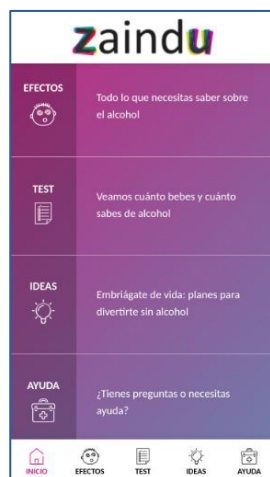 zaindu
EFECTOS
Todo lo que necesitas saber sobre
el alcohol
TEST
Veamos cuánto bebes y cuánto
sabes de alcohol
IDEAS
Embriágate de vida: planes para
divertirte sin alcohol
AYUDA
¿Tienes preguntas o necesitas
ayuda?
INICIO EFECTOS TEST IDEAS AYUDA